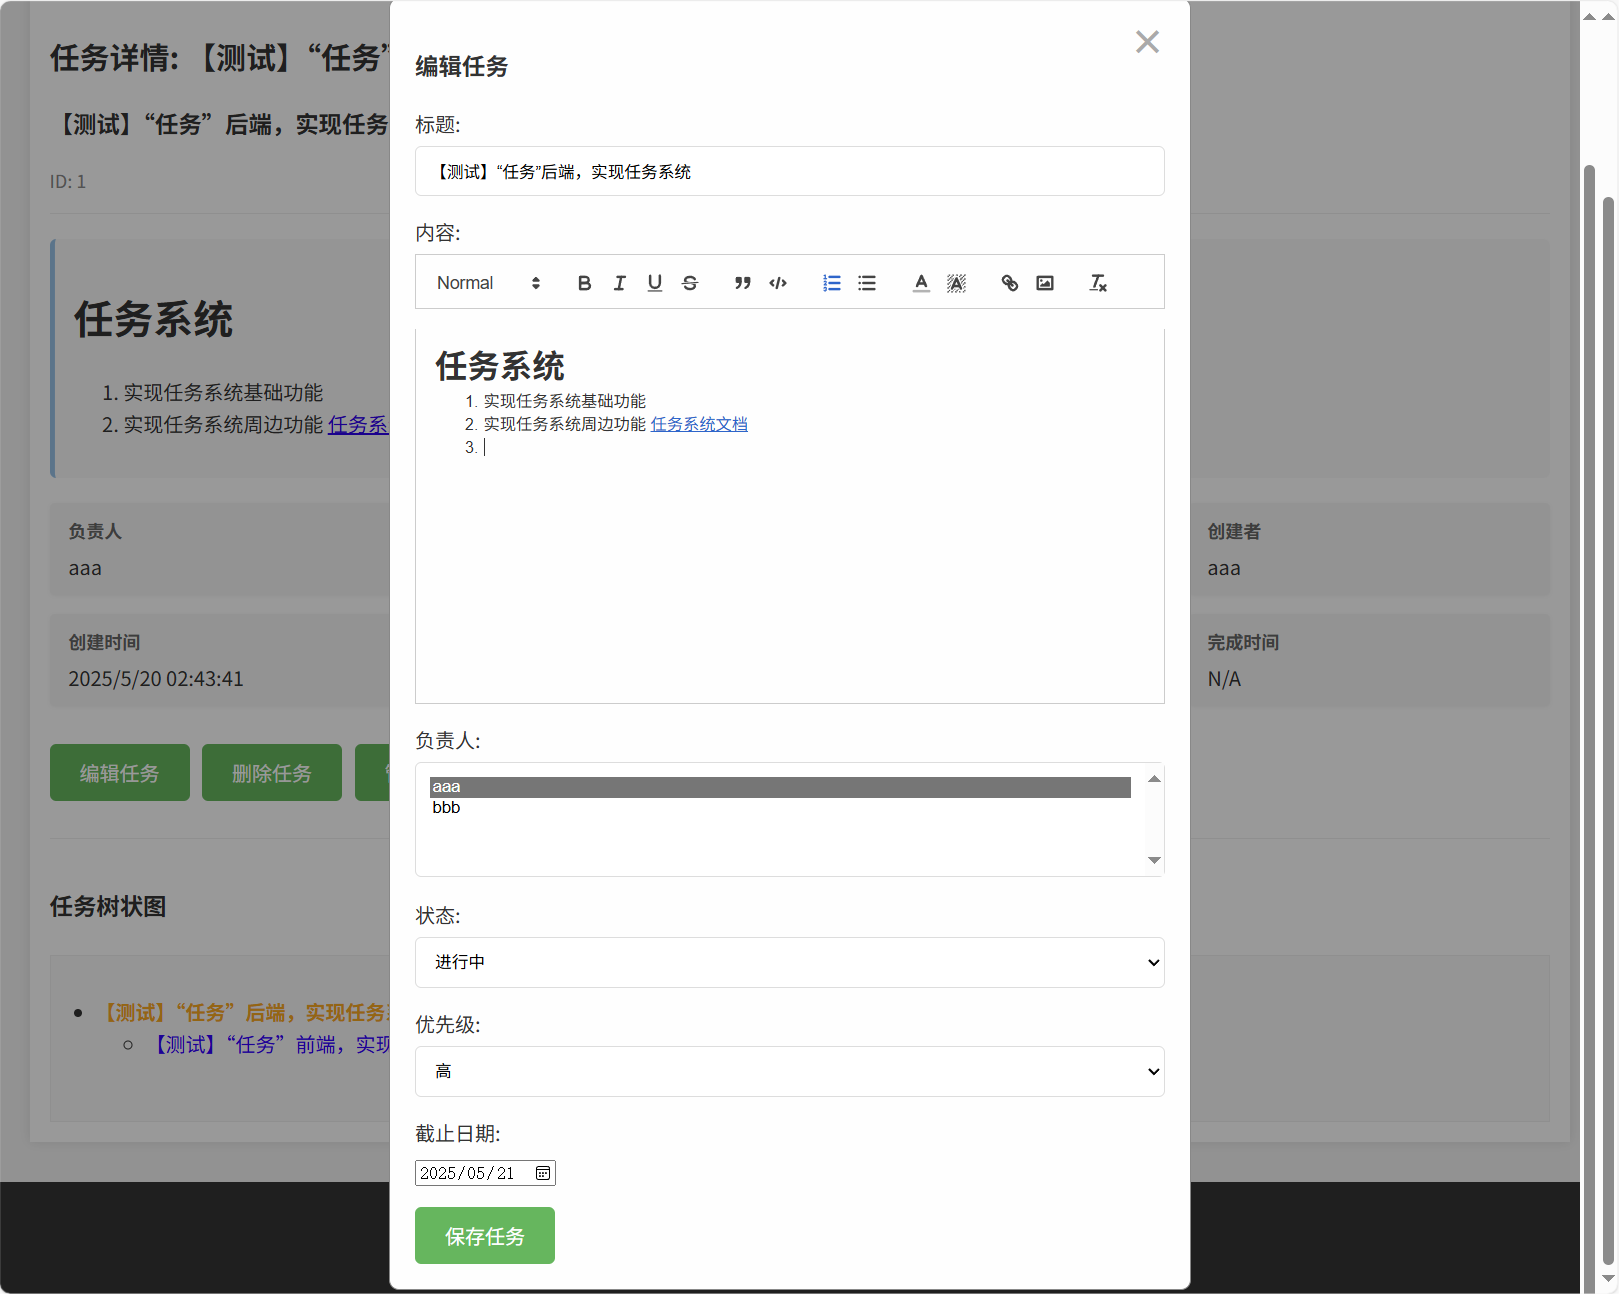 任务详情: 【测试】“任务”
【测试】“任务”后端，实现任务
ID: 1
任务系统
1. 实现任务系统基础功能
2. 实现任务系统周边功能 任务系
负责人
aaa
创建者
aaa
创建时间
2025/5/20 02:43:41
完成时间
N/A
编辑任务
删除任务
任务树状图
【测试】“任务”后端，实现任务
【测试】“任务”前端，实现
编辑任务
标题:
【测试】“任务”后端，实现任务系统
内容:
Normal
任务系统
1. 实现任务系统基础功能
2. 实现任务系统周边功能 任务系统文档
3.
负责人:
aaa
bbb
状态:
进行中
优先级:
高
截止日期:
2025/05/21
保存任务